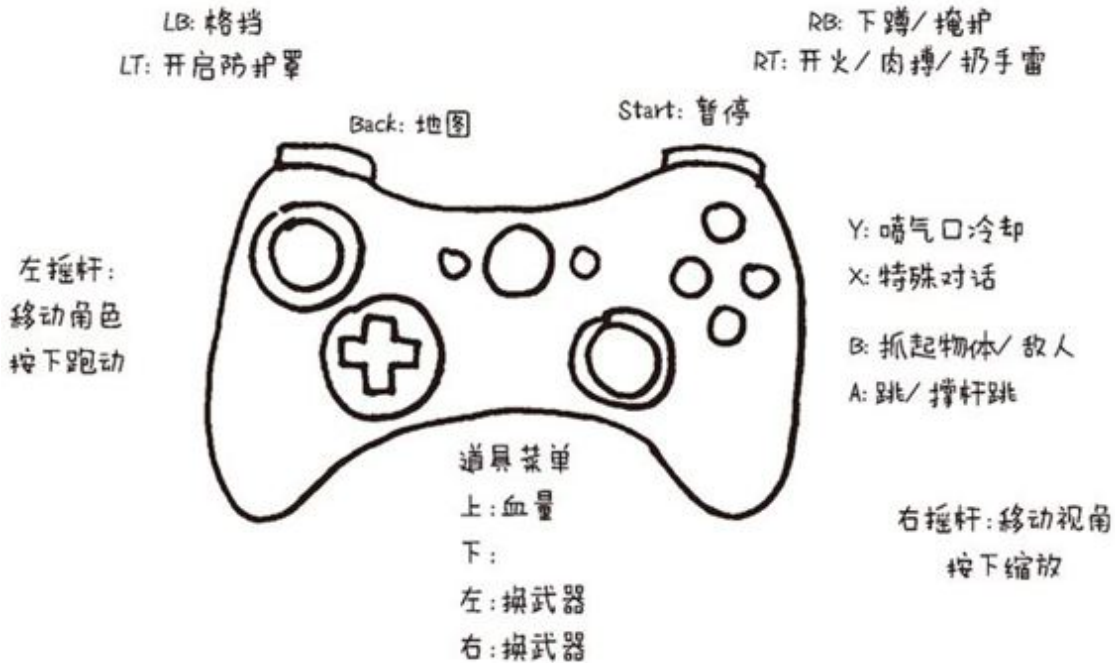 LB: 格挡
LT: 开启防护罩
RB: 下蹲/掩护
RT: 开火/肉搏/扔手雷
Back: 地图
Start: 暂停
左摇杆:
移动角色
按下跑动
Y: 喷气口冷却
X: 特殊对话
B: 抓起物体/敌人
A: 跳/撑杆跳
道具菜单
上:血量
下:
左:换武器
右:换武器
右摇杆:移动视角
按下缩放